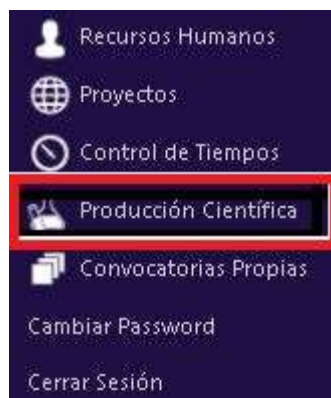 Recursos Humanos
Proyectos
Control de Tiempos
Producción Científica
Convocatorias Propias
Cambiar Password
Cerrar Sesión